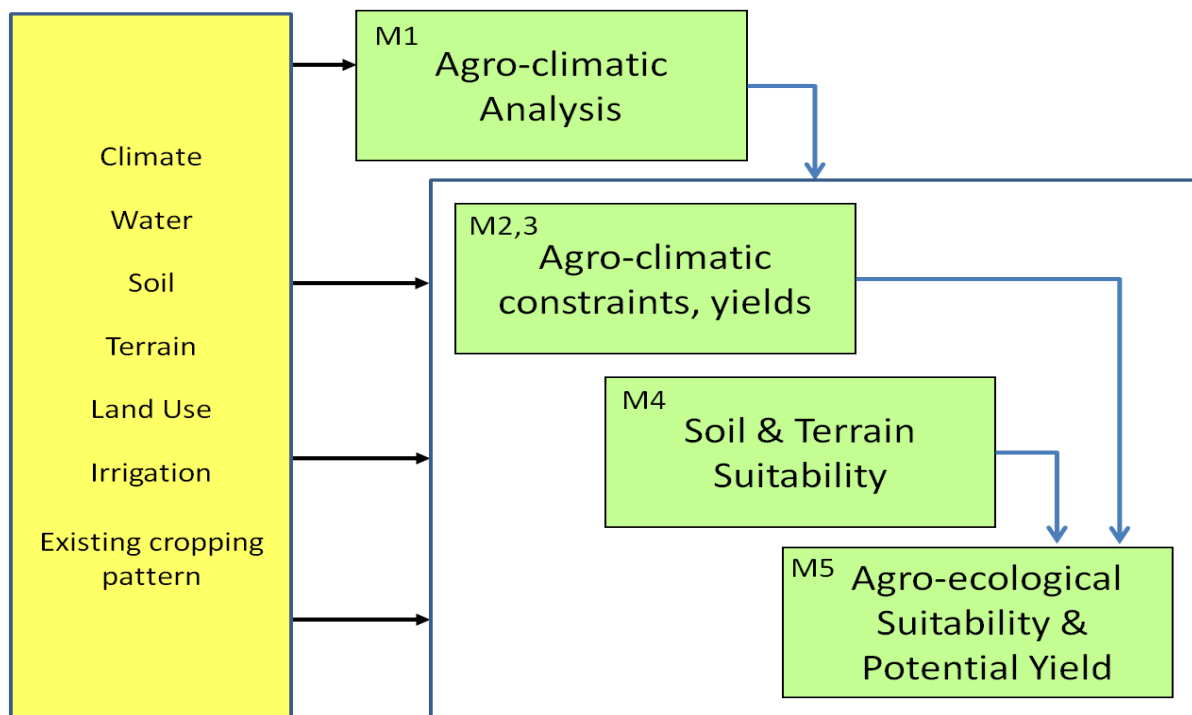 Climate
Water
Soil
Terrain
Land Use
Irrigation
Existing cropping
pattern
M1
Agro-climatic
Analysis
M2,3
Agro-climatic
constraints, yields
M4
Soil & Terrain
Suitability
M5
Agro-ecological
Suitability &
Potential Yield